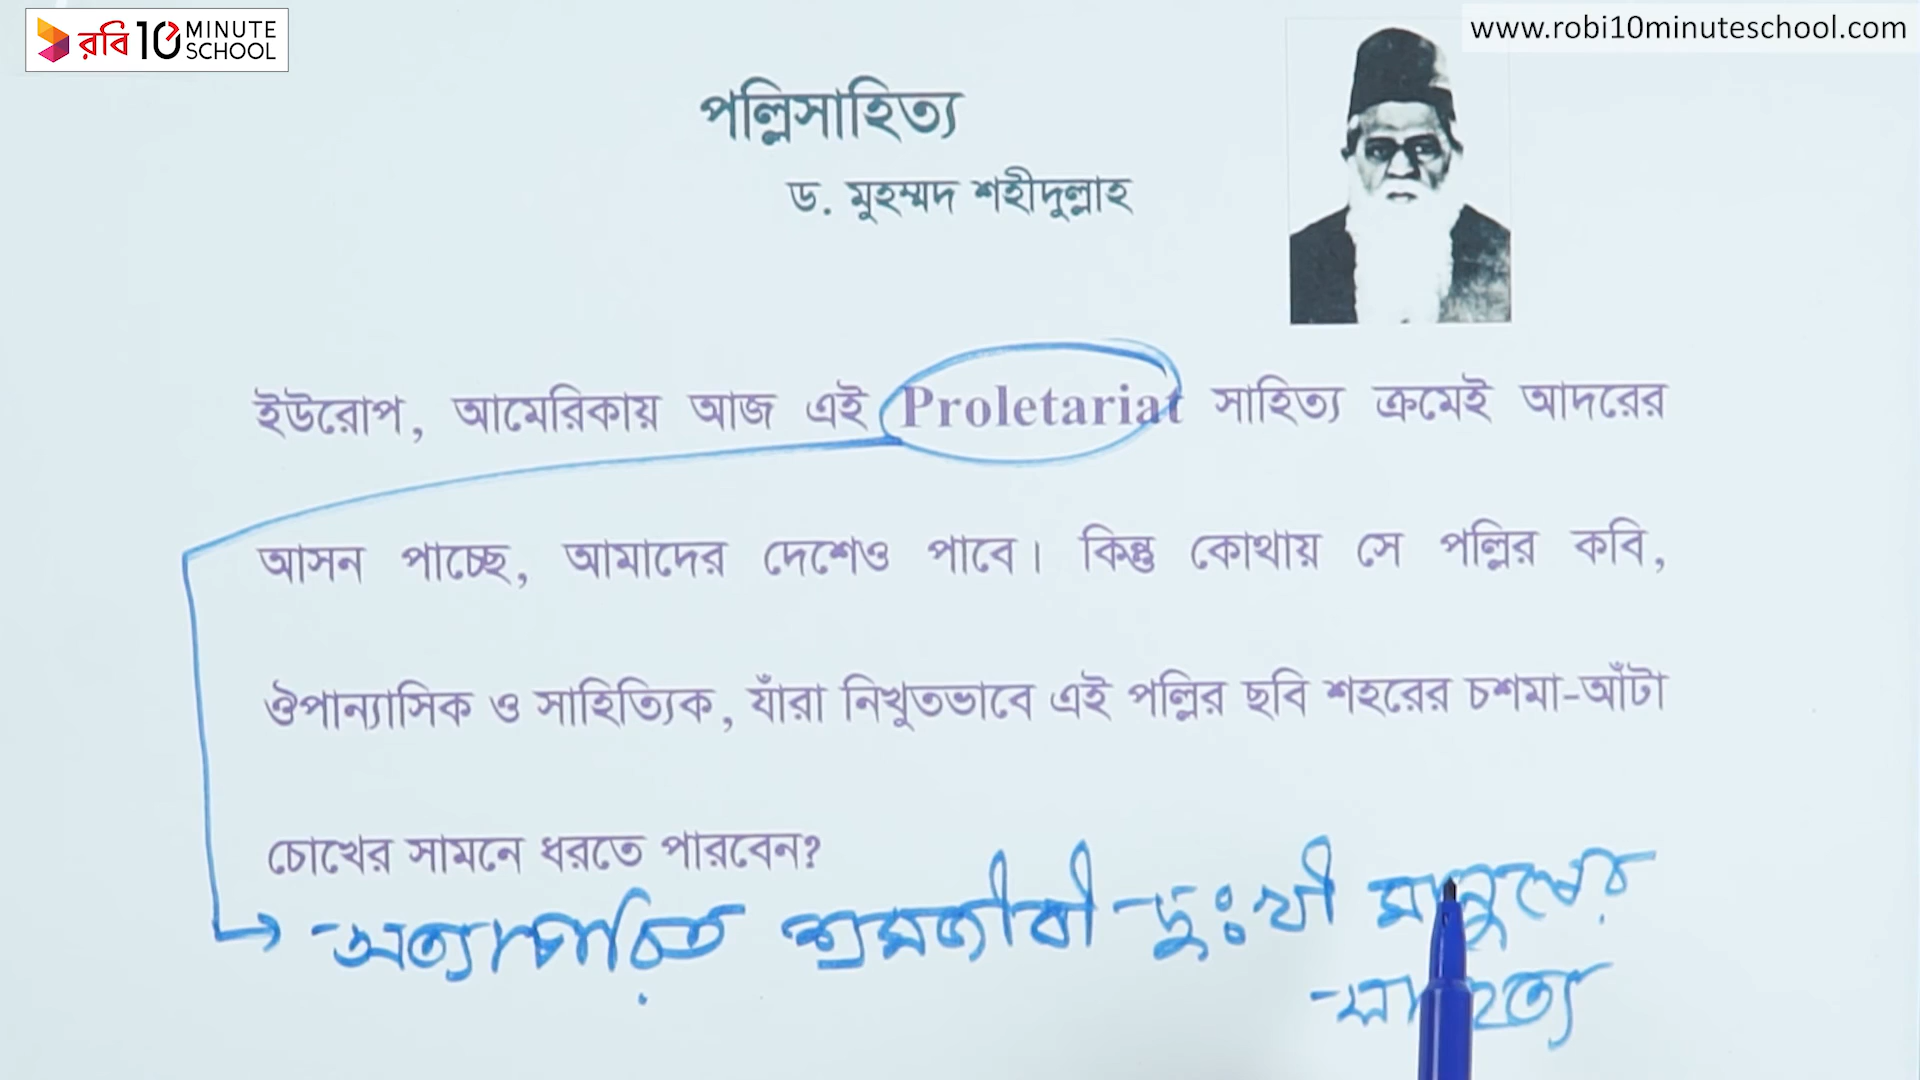 রবি 10 MINUTE SCHOOL
www.robi10minuteschool.com
পল্লিসাহিত্য
ড. মুহম্মদ শহীদুল্লাহ
ইউরোপ, আমেরিকায় আজ এই Proletariat সাহিত্য ক্রমেই আদরের
আসন পাচ্ছে, আমাদের দেশেও পাবে। কিন্তু কোথায় সে পল্লির কবি,
ঔপান্যাসিক ও সাহিত্যিক, যাঁরা নিখুতভাবে এই পল্লির ছবি শহরের চশমা-আঁটা
চোখের সামনে ধরতে পারবেন?
অত্যাচারিত শ্রমজীবী দুঃখী মানুষের
সাহিত্য